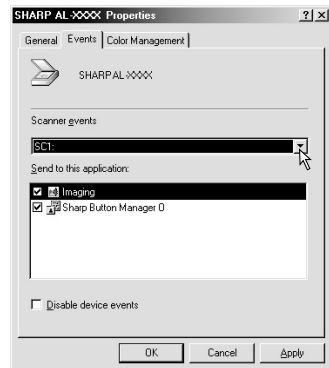 SHARP AL-XXXX Properties
General Events Color Management
SHARP AL-XXXX
Scanner events
SC1:
Send to this application:
Imaging
Sharp Button Manager O
Disable device events
OK Cancel Apply